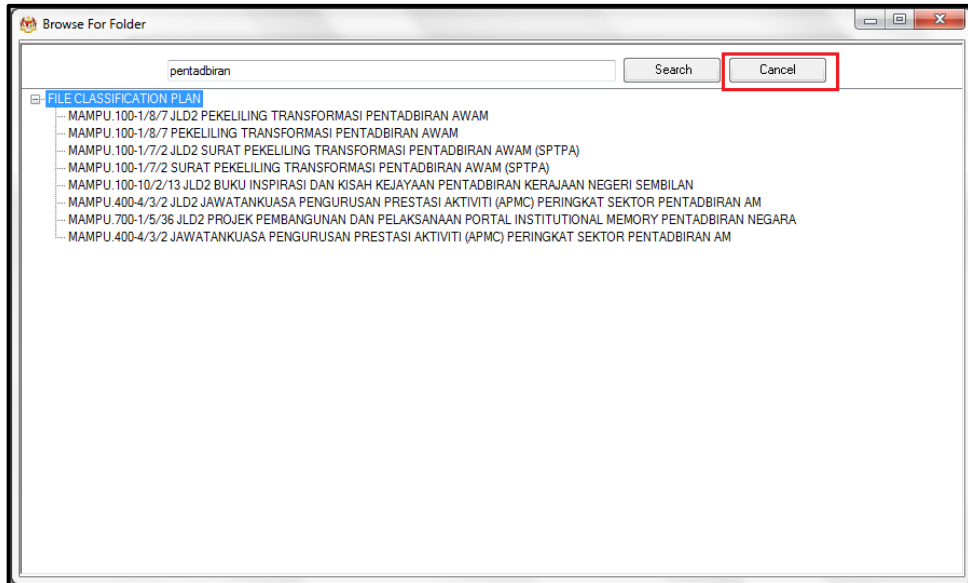 Browse For Folder
pentadbiran Search Cancel
FILE CLASSIFICATION PLAN
MAMPU.100-1/8/7 JLD2 PEKELILING TRANSFORMASI PENTADBIRAN AWAM
MAMPU.100-1/8/7 PEKELILING TRANSFORMASI PENTADBIRAN AWAM
MAMPU.100-1/7/2 JLD2 SURAT PEKELILING TRANSFORMASI PENTADBIRAN AWAM (SPTPA)
MAMPU.100-1/7/2 SURAT PEKELILING TRANSFORMASI PENTADBIRAN AWAM (SPTPA)
MAMPU.100-10/2/13 JLD2 BUKU INSPIRASI DAN KISAH KEJAYAAN PENTADBIRAN KERAJAAN NEGERI SEMBILAN
MAMPU.400-4/3/2 JLD2 JAWATANKUASA PENGURUSAN PRESTASI AKTIVITI (APMC) PERINGKAT SEKTOR PENTADBIRAN AM
MAMPU.700-1/5/36 JLD2 PROJEK PEMBANGUNAN DAN PELAKSANAAN PORTAL INSTITUTIONAL MEMORY PENTADBIRAN NEGARA
MAMPU.400-4/3/2 JAWATANKUASA PENGURUSAN PRESTASI AKTIVITI (APMC) PERINGKAT SEKTOR PENTADBIRAN AM